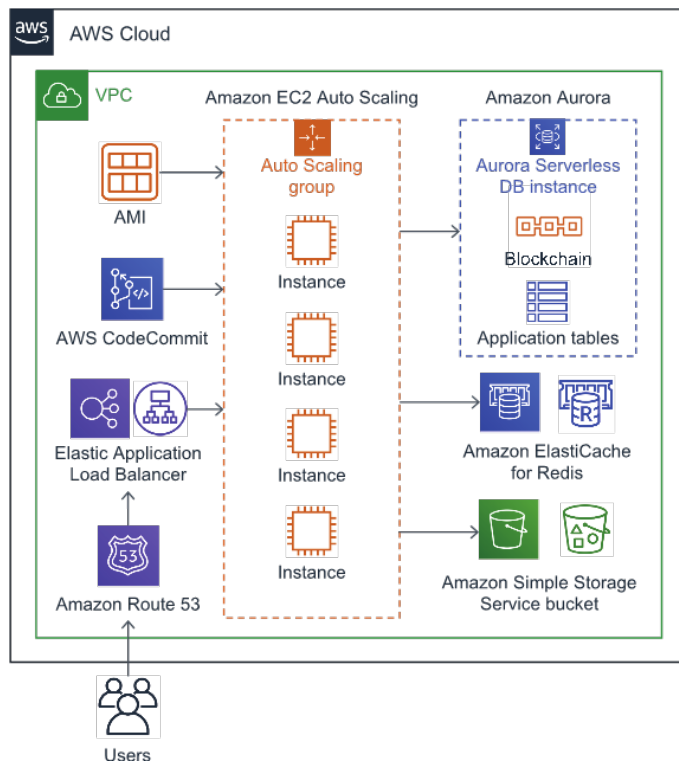 aws
AWS Cloud
VPC
Amazon EC2 Auto Scaling
Amazon Aurora
AMI
AWS CodeCommit
Elastic Application
Load Balancer
53
Amazon Route 53
Users
Auto Scaling
group
Instance
Instance
Instance
Instance
Aurora Serverless
DB instance
Blockchain
Application tables
R
Amazon ElastiCache
for Redis
Amazon Simple Storage
Service bucket